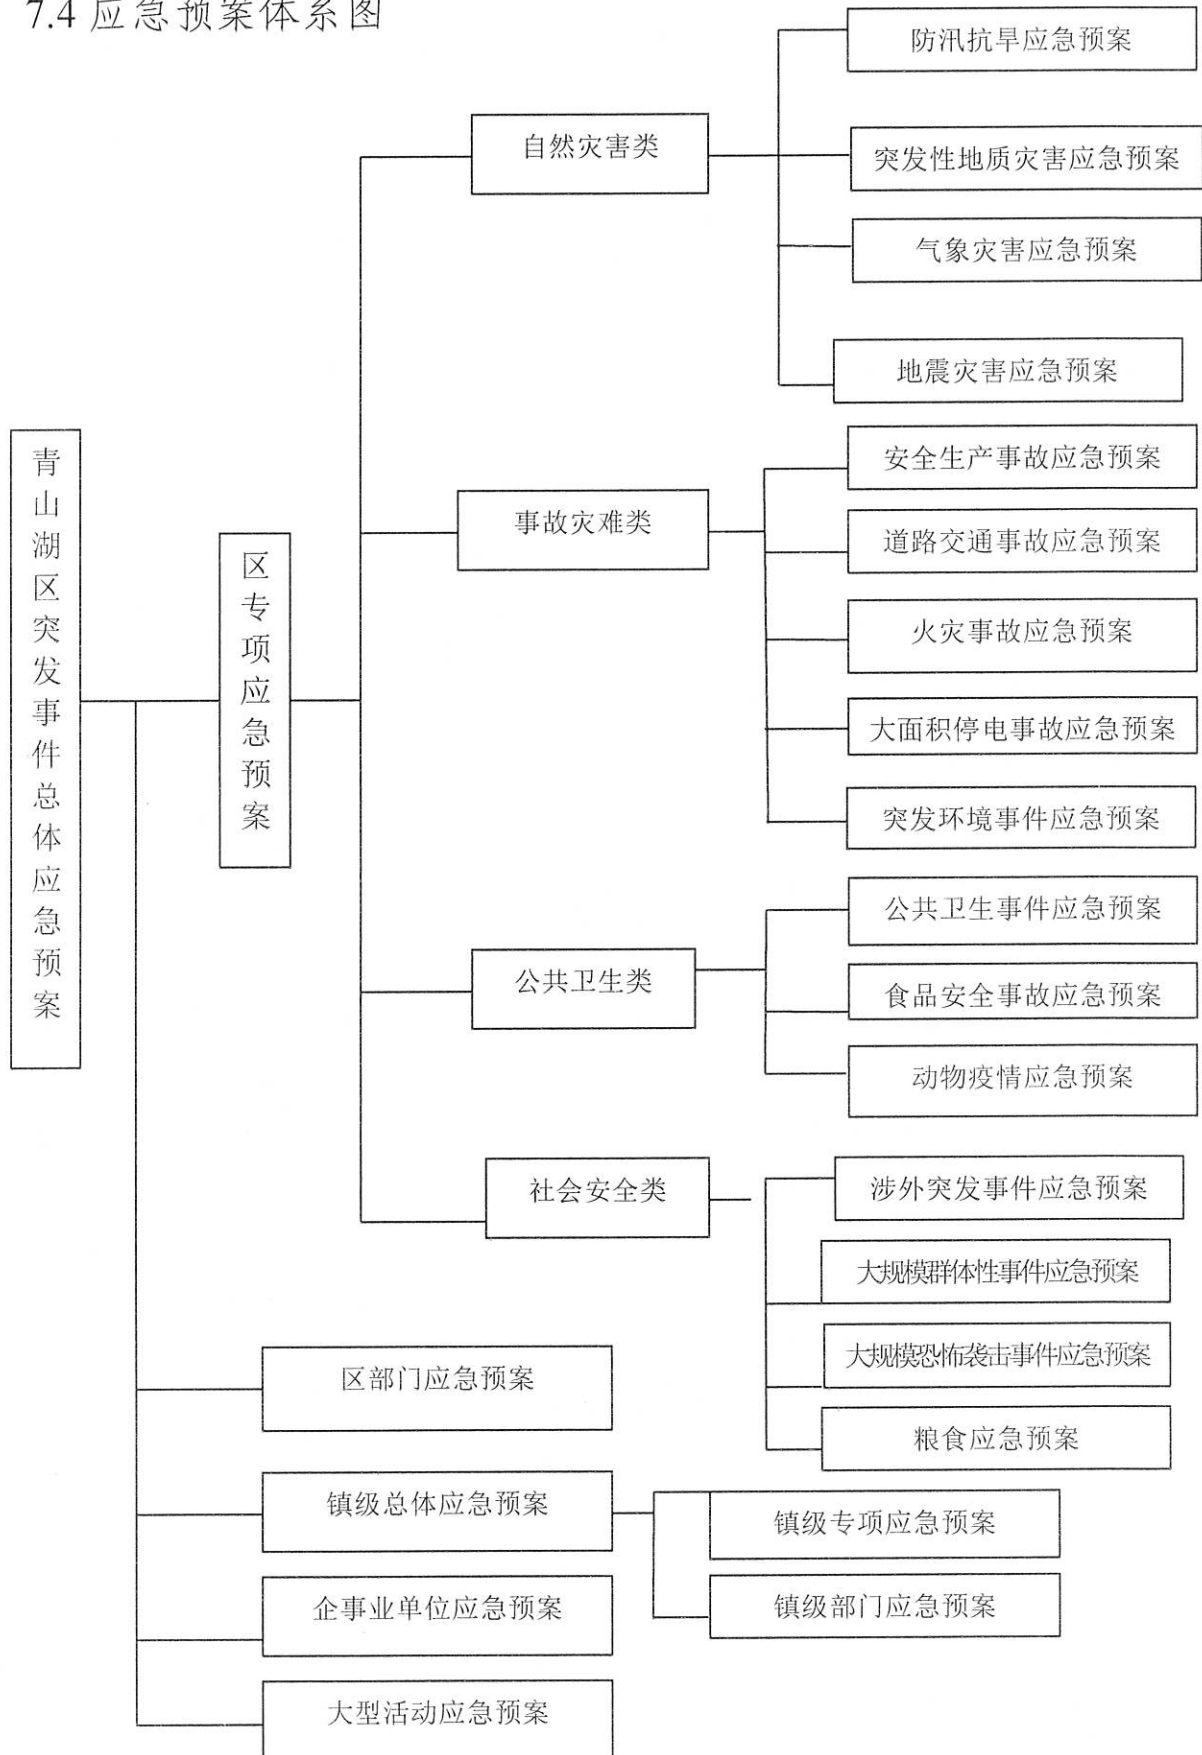 7.4 应急预案体系图
防汛抗旱应急预案
自然灾害类
突发性地质灾害应急预案
气象灾害应急预案
地震灾害应急预案
青山湖区突发事件总体应急预案
区专项应急预案
安全生产事故应急预案
事故灾难类
道路交通事故应急预案
火灾事故应急预案
大面积停电事故应急预案
突发环境事件应急预案
公共卫生事件应急预案
公共卫生类
食品安全事故应急预案
动物疫情应急预案
社会安全类
涉外突发事件应急预案
大规模群体性事件应急预案
大规模恐怖袭击事件应急预案
粮食应急预案
区部门应急预案
镇级总体应急预案
镇级专项应急预案
镇级部门应急预案
企事业单位应急预案
大型活动应急预案